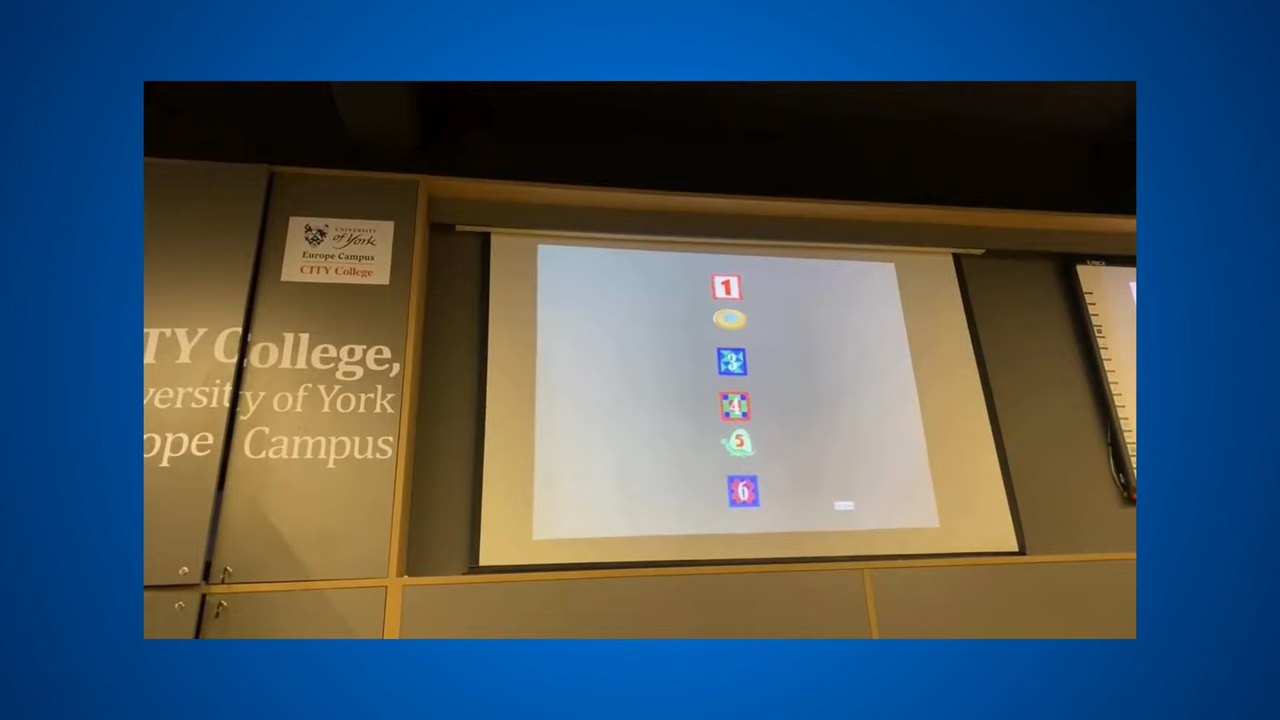 UNIVERSITY
of York
Europe Campus
CITY College
TY College,
versity of York
ope Campus
1
3
4
5
6